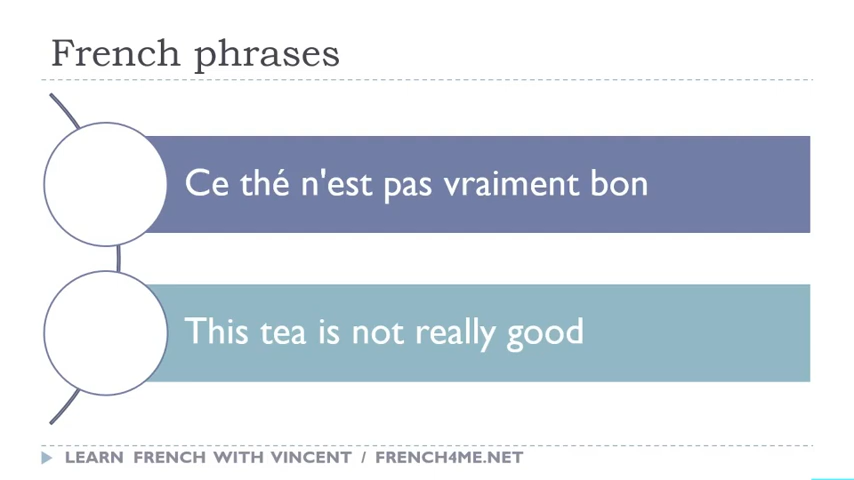 French phrases
Ce thé n'est pas vraiment bon
This tea is not really good
LEARN FRENCH WITH VINCENT / FRENCH4ME.NET